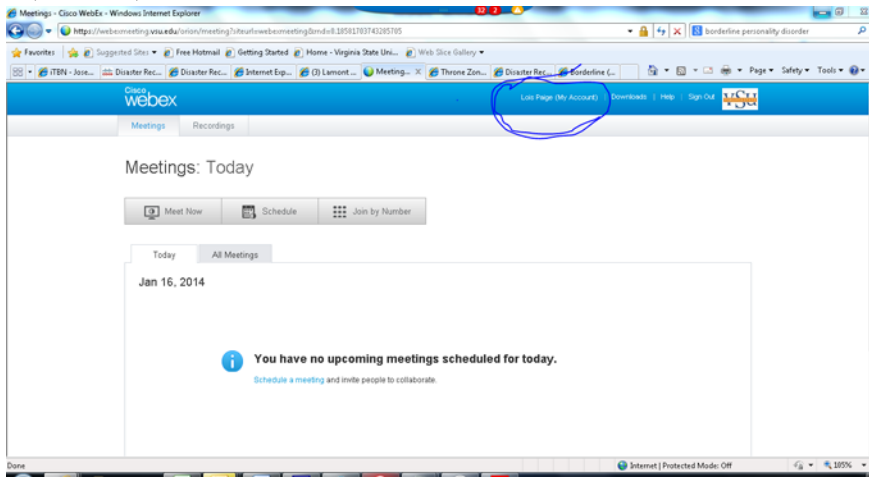 Meetings - Cisco WebEx - Windows Internet Explorer
32 2
https://webexmeeting.vsu.edu/orion/meeting?siteurl=webexmeeting&rnd=0.18581783743285785
borderline personality disorder
Favorites Suggested Sites Free Hotmail Getting Started Home - Virginia State Uni... Web Slice Gallery
iTBN - Jose... Disaster Rec... Disaster Rec... Internet Exp... (3) Lamont ... Meeting... X Throne Zon... Disaster Rec... Borderline (... Page Safety Tools
Cisco
webex
Lois Paige (My Account) | Downloads | Help | Sign Out VSU
Meetings Recordings
Meetings: Today
Meet Now Schedule Join by Number
Today All Meetings
Jan 16, 2014
You have no upcoming meetings scheduled for today.
Schedule a meeting and invite people to collaborate.
Done Internet | Protected Mode: Off 105%